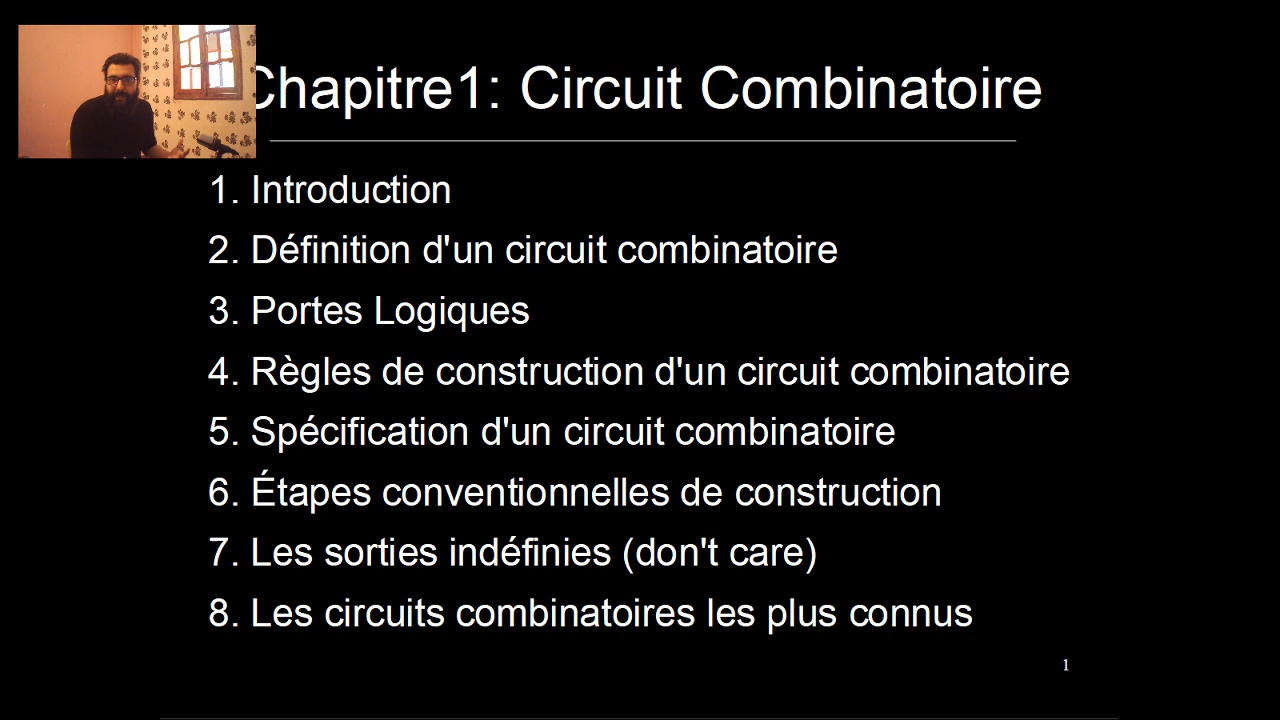 Chapitre1: Circuit Combinatoire
1. Introduction
2. Définition d'un circuit combinatoire
3. Portes Logiques
4. Règles de construction d'un circuit combinatoire
5. Spécification d'un circuit combinatoire
6. Étapes conventionnelles de construction
7. Les sorties indéfinies (don't care)
8. Les circuits combinatoires les plus connus
1